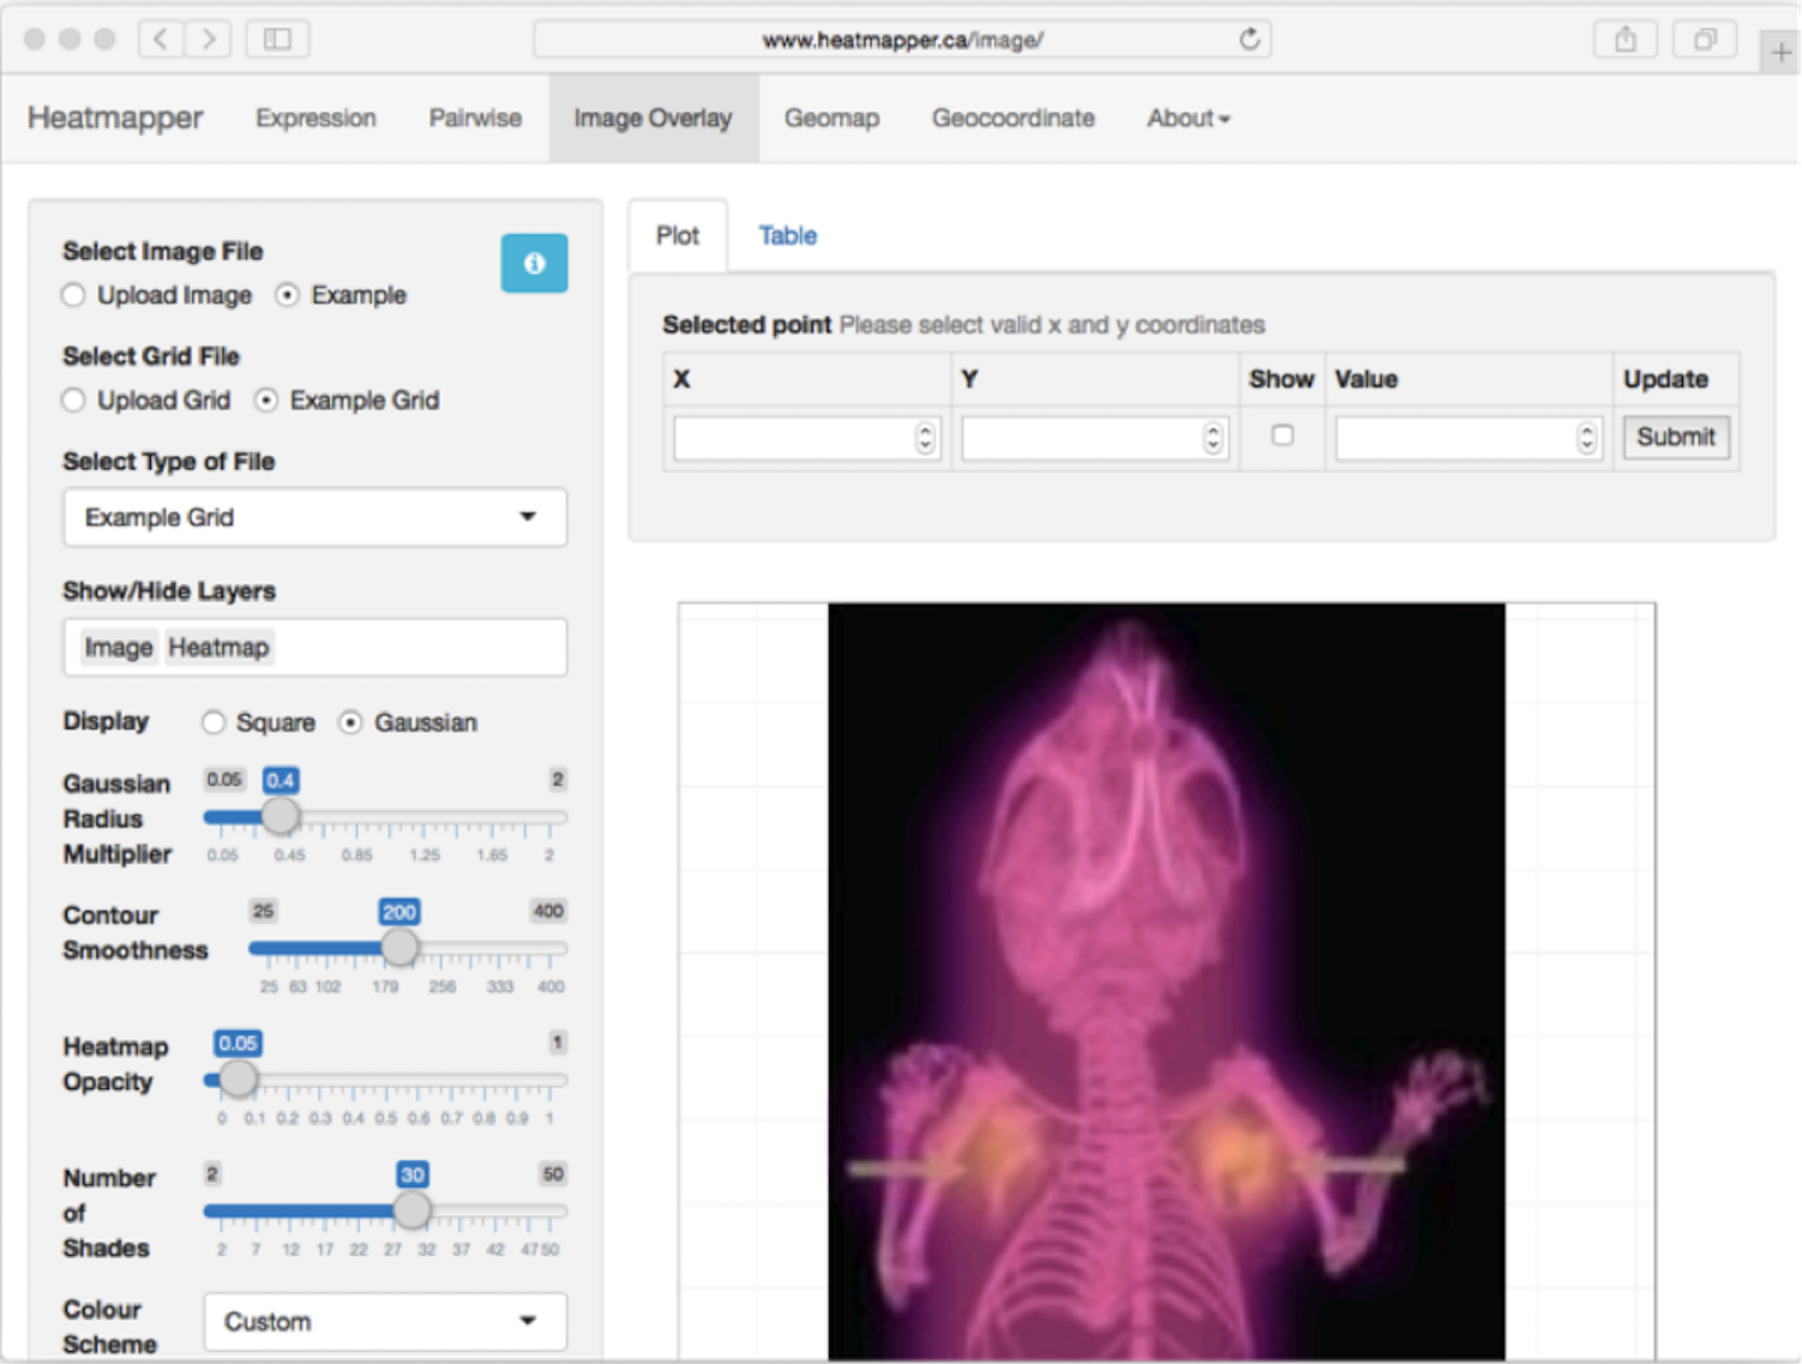 www.heatmapper.ca/image/
Heatmapper Expression Pairwise Image Overlay Geomap Geocoordinate About
Select Image File
Upload Image Example
Select Grid File
Upload Grid Example Grid
Select Type of File
Example Grid
Show/Hide Layers
Image Heatmap
Display Square Gaussian
Gaussian Radius Multiplier
0.05 0.4 2
0.05 0.45 0.85 1.25 1.65 2
Contour Smoothness
25 200 400
25 63 102 179 256 333 400
Heatmap Opacity
0.05 1
0 0.1 0.2 0.3 0.4 0.5 0.6 0.7 0.8 0.9 1
Number of Shades
2 30 50
2 7 12 17 22 27 32 37 42 47 50
Colour Scheme
Custom
Plot Table
Selected point Please select valid x and y coordinates
X Y Show Value Update
Submit